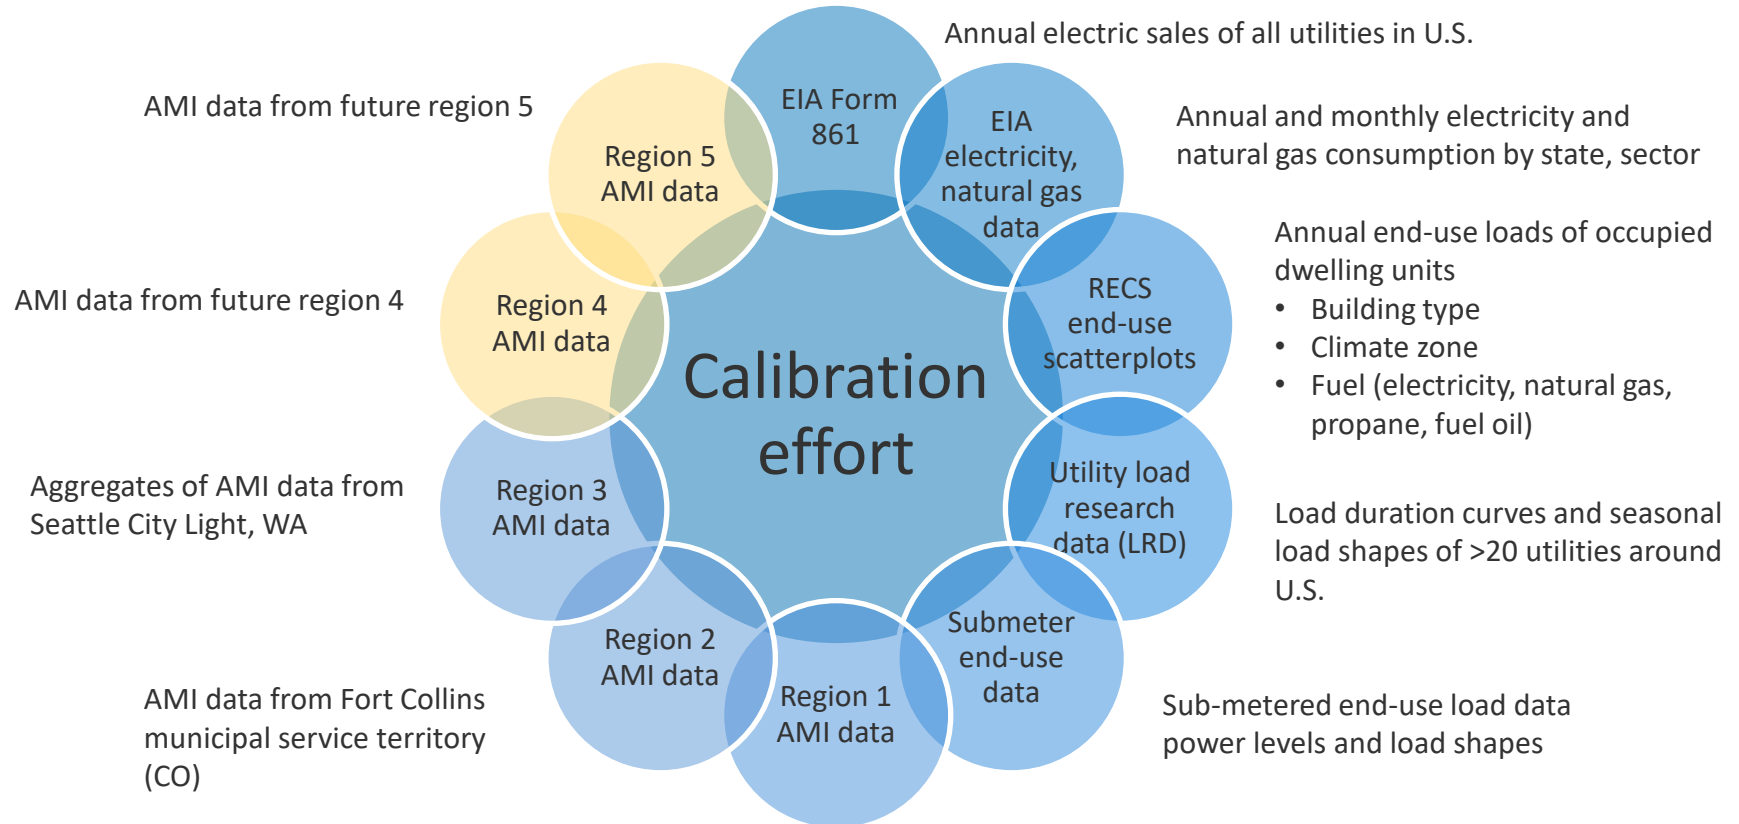 Annual electric sales of all utilities in U.S.
EIA Form
861
EIA
electricity,
natural gas
data
Annual and monthly electricity and
natural gas consumption by state, sector
RECS
end-use
scatterplots
Annual end-use loads of occupied
dwelling units
• Building type
• Climate zone
• Fuel (electricity, natural gas,
propane, fuel oil)
Utility load
research
data (LRD)
Load duration curves and seasonal
load shapes of >20 utilities around
U.S.
Submeter
end-use
data
Sub-metered end-use load data
power levels and load shapes
Region 1
AMI data
Region 2
AMI data
AMI data from Fort Collins
municipal service territory
(CO)
Region 3
AMI data
Aggregates of AMI data from
Seattle City Light, WA
Region 4
AMI data
AMI data from future region 4
Region 5
AMI data
AMI data from future region 5
Calibration
effort